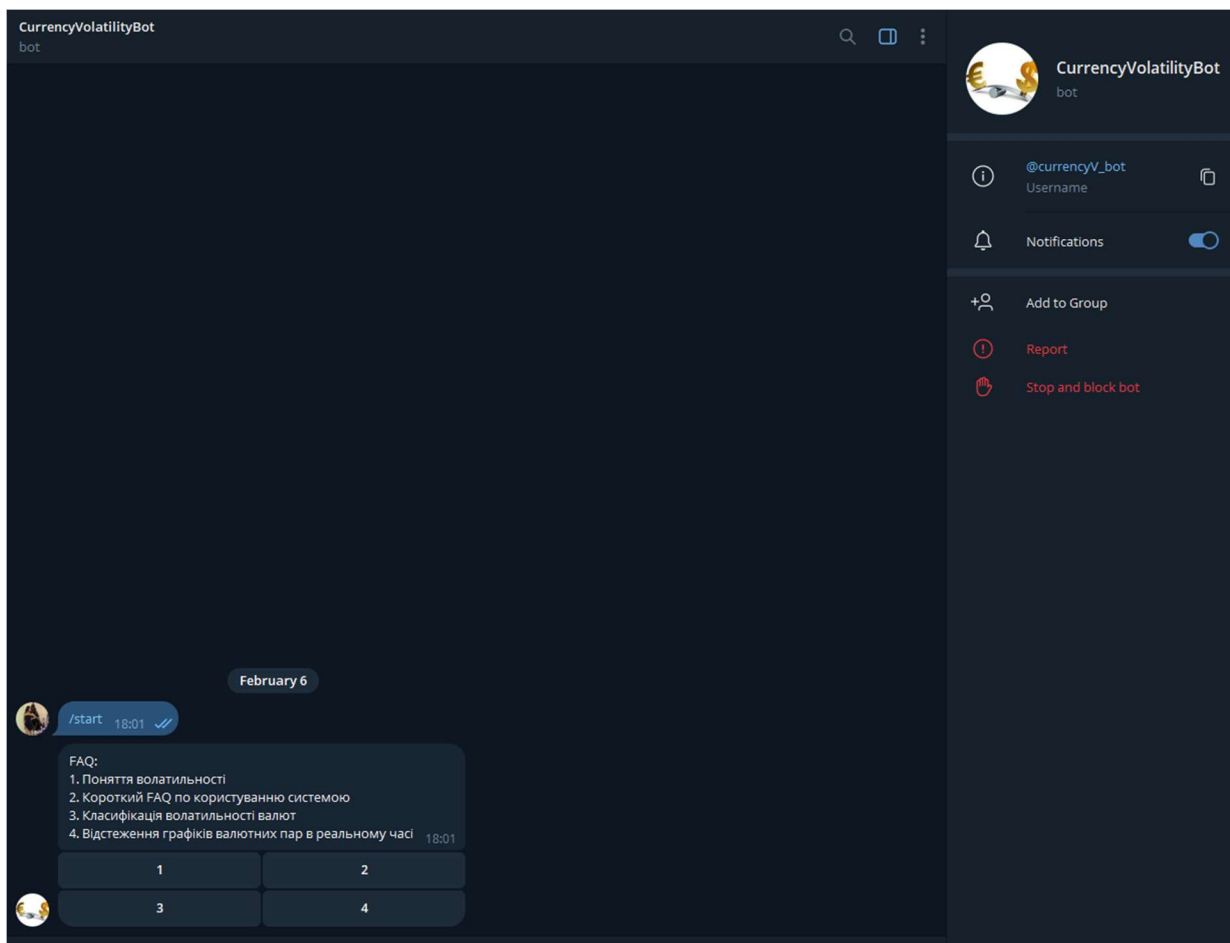 CurrencyVolatilityBot
bot
CurrencyVolatilityBot
bot
@currencyV_bot
Username
Notifications
Add to Group
Report
Stop and block bot
February 6
/start 18:01
FAQ:
1. Поняття волатильності
2. Короткий FAQ по користуванню системою
3. Класифікація волатильності валют
4. Відстеження графіків валютних пар в реальному часі 18:01
1 2
3 4